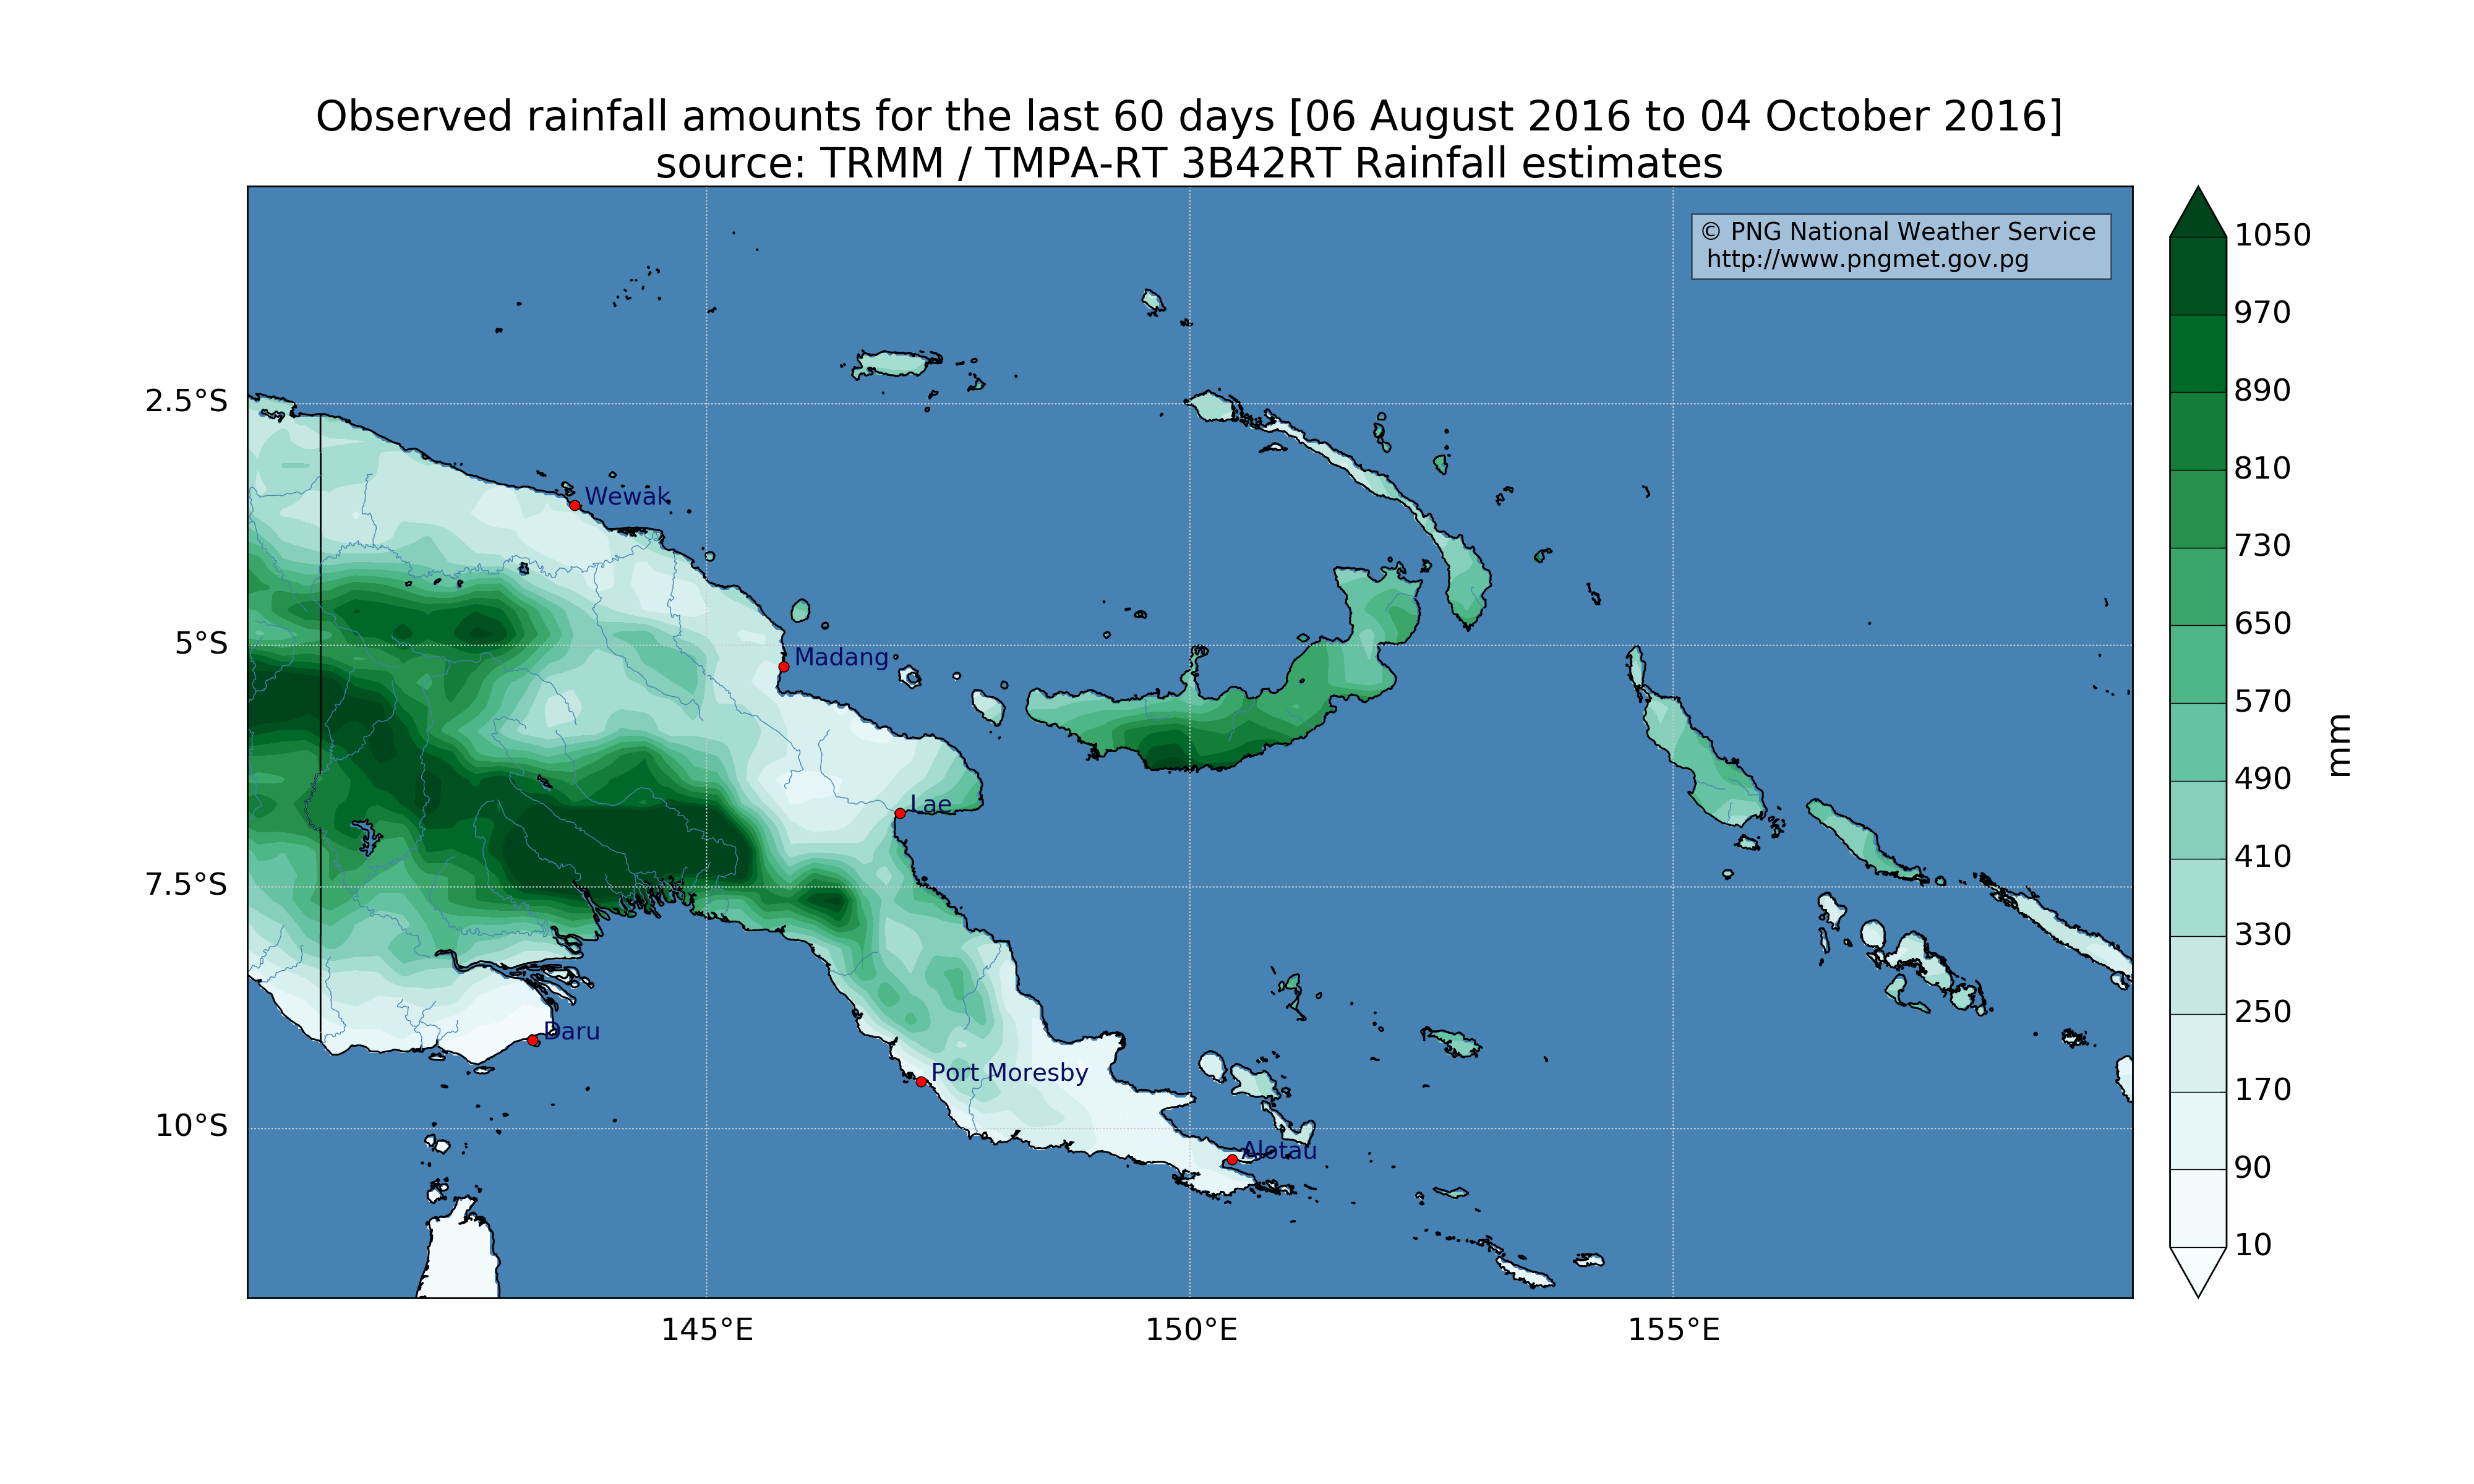 Observed rainfall amounts for the last 60 days [06 August 2016 to 04 October 2016]
source: TRMM / TMPA-RT 3B42RT Rainfall estimates
© PNG National Weather Service
http://www.pngmet.gov.pg
2.5°S
5°S
7.5°S
10°S
Wewak
Madang
Lae
Daru
Port Moresby
Alotau
145°E
150°E
155°E
1050
970
890
810
730
650
570
490
410
330
250
170
90
10
mm